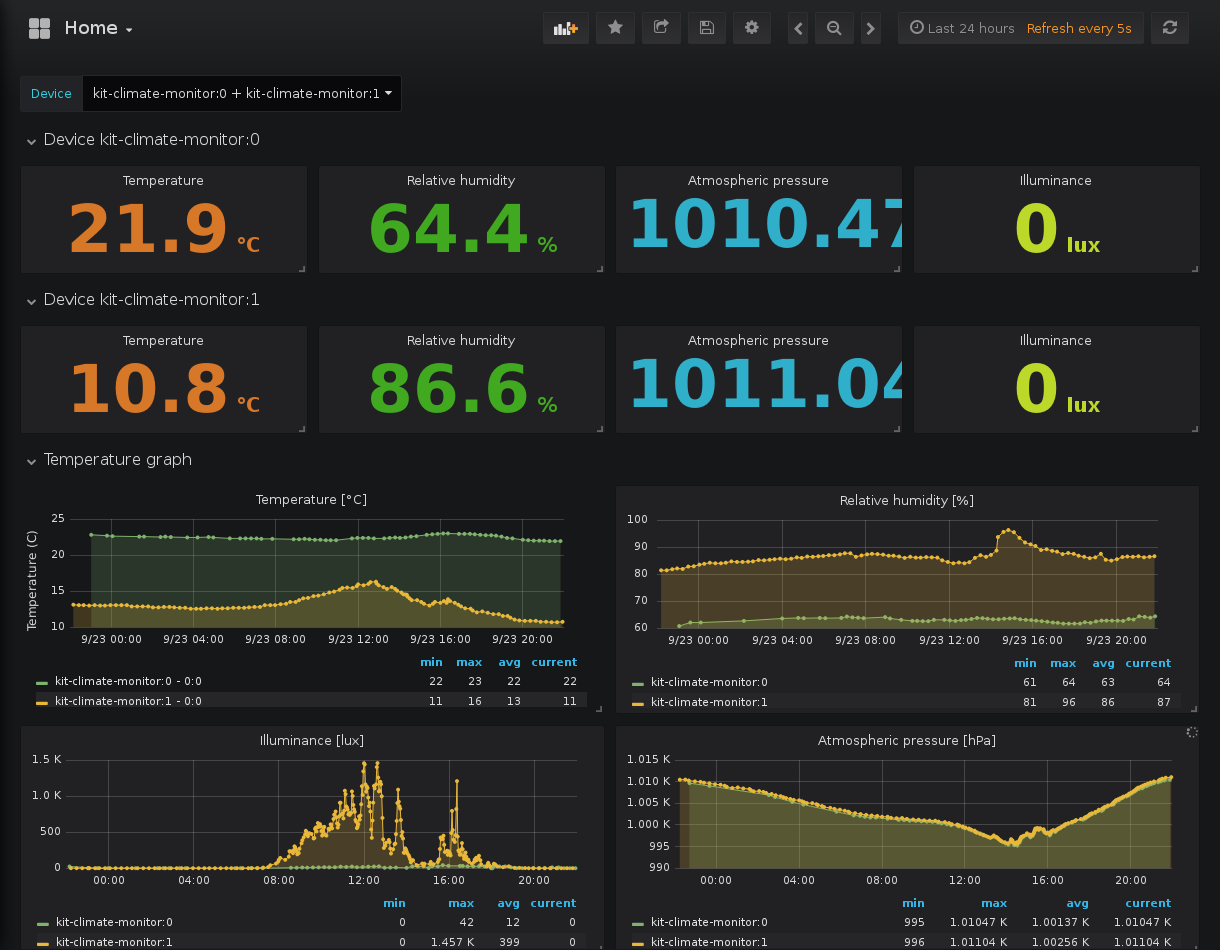 Home
Last 24 hours Refresh every 5s
Device kit-climate-monitor:0 + kit-climate-monitor:1
Device kit-climate-monitor:0
Temperature Relative humidity Atmospheric pressure Illuminance
21.9 °C 64.4 % 1010.47 0 lux
Device kit-climate-monitor:1
Temperature Relative humidity Atmospheric pressure Illuminance
10.8 °C 86.6 % 1011.04 0 lux
Temperature graph
Temperature [°C]
Temperature (C)
25
20
15
10
9/23 00:00 9/23 04:00 9/23 08:00 9/23 12:00 9/23 16:00 9/23 20:00
min max avg current
kit-climate-monitor:0 - 0:0 22 23 22 22
kit-climate-monitor:1 - 0:0 11 16 13 11
Relative humidity [%]
100
90
80
70
60
9/23 00:00 9/23 04:00 9/23 08:00 9/23 12:00 9/23 16:00 9/23 20:00
min max avg current
kit-climate-monitor:0 61 64 63 64
kit-climate-monitor:1 81 96 86 87
Illuminance [lux]
1.5 K
1.0 K
500
0
00:00 04:00 08:00 12:00 16:00 20:00
min max avg current
kit-climate-monitor:0 0 42 12 0
kit-climate-monitor:1 0 1.457 K 399 0
Atmospheric pressure [hPa]
1.015 K
1.010 K
1.005 K
1.000 K
995
990
00:00 04:00 08:00 12:00 16:00 20:00
min max avg current
kit-climate-monitor:0 995 1.01047 K 1.00137 K 1.01047 K
kit-climate-monitor:1 996 1.01104 K 1.00256 K 1.01104 K